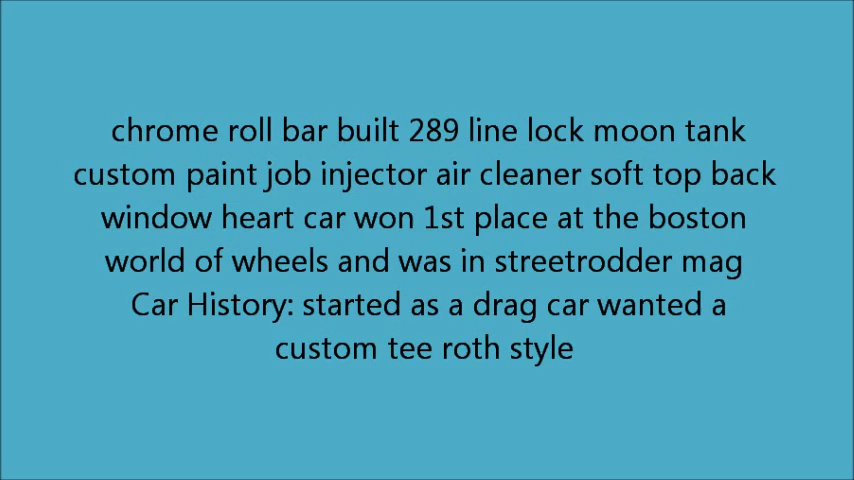 chrome roll bar built 289 line lock moon tank
custom paint job injector air cleaner soft top back
window heart car won 1st place at the boston
world of wheels and was in streetrodder mag
Car History: started as a drag car wanted a
custom tee roth style